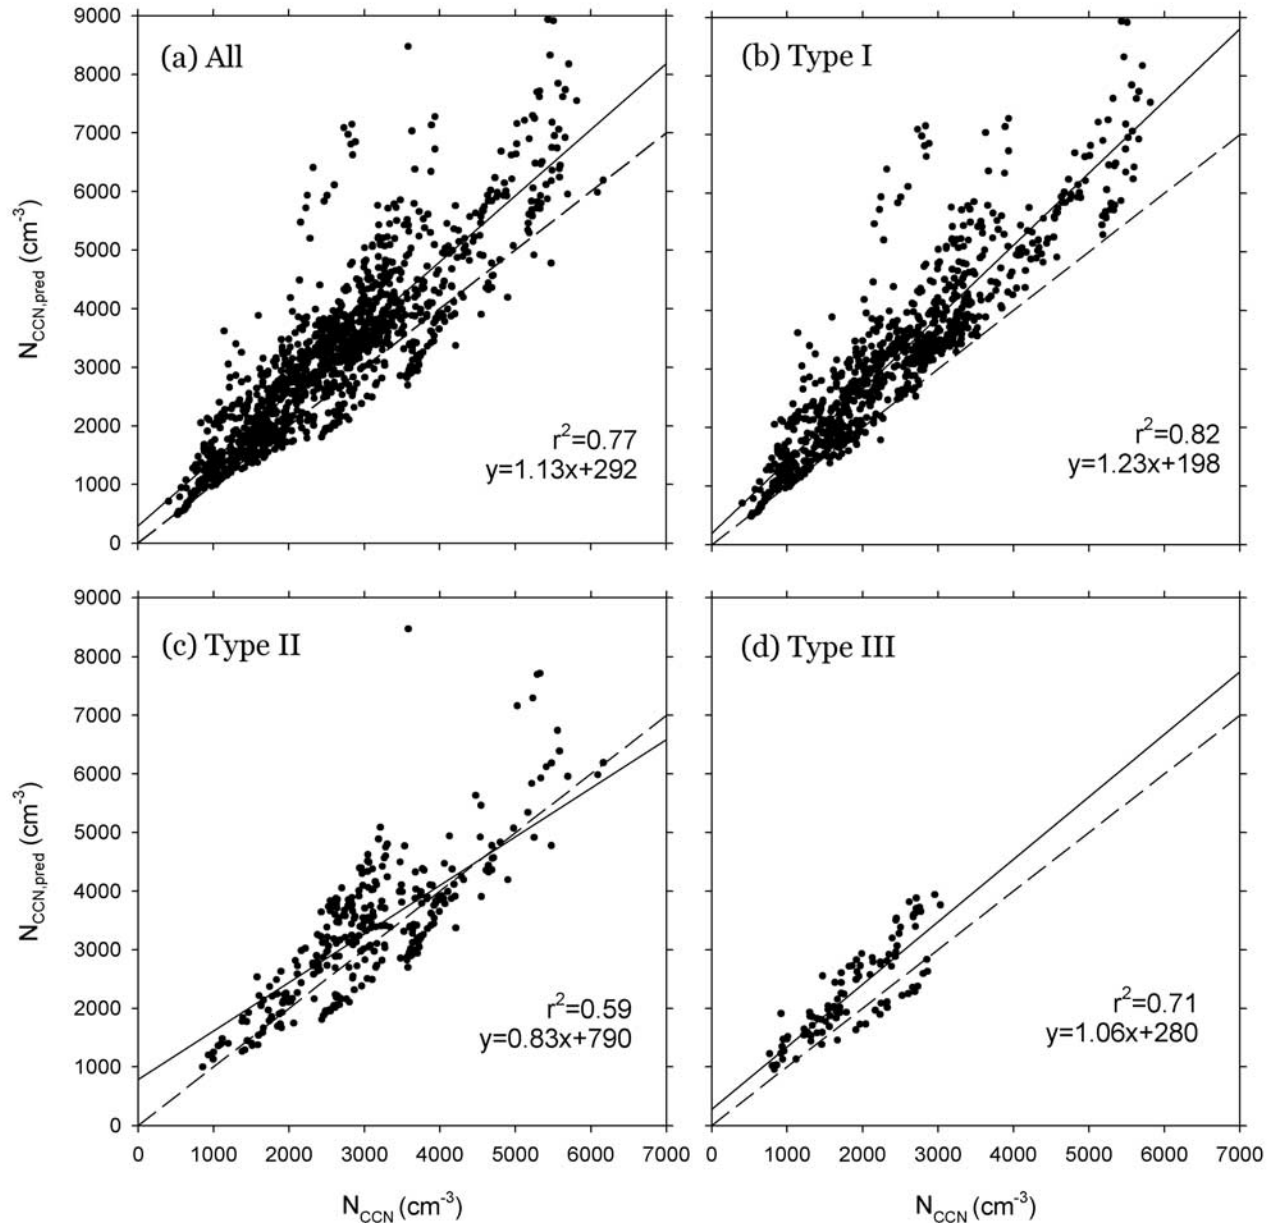 9000
8000
7000
6000
5000
4000
3000
2000
1000
0
N_CCN,pred (cm⁻³)
(a) All
r²=0.77
y=1.13x+292
(b) Type I
r²=0.82
y=1.23x+198
9000
8000
7000
6000
5000
4000
3000
2000
1000
0
N_CCN,pred (cm⁻³)
(c) Type II
r²=0.59
y=0.83x+790
(d) Type III
r²=0.71
y=1.06x+280
0 1000 2000 3000 4000 5000 6000 7000
0 1000 2000 3000 4000 5000 6000 7000
N_CCN (cm⁻³)
N_CCN (cm⁻³)